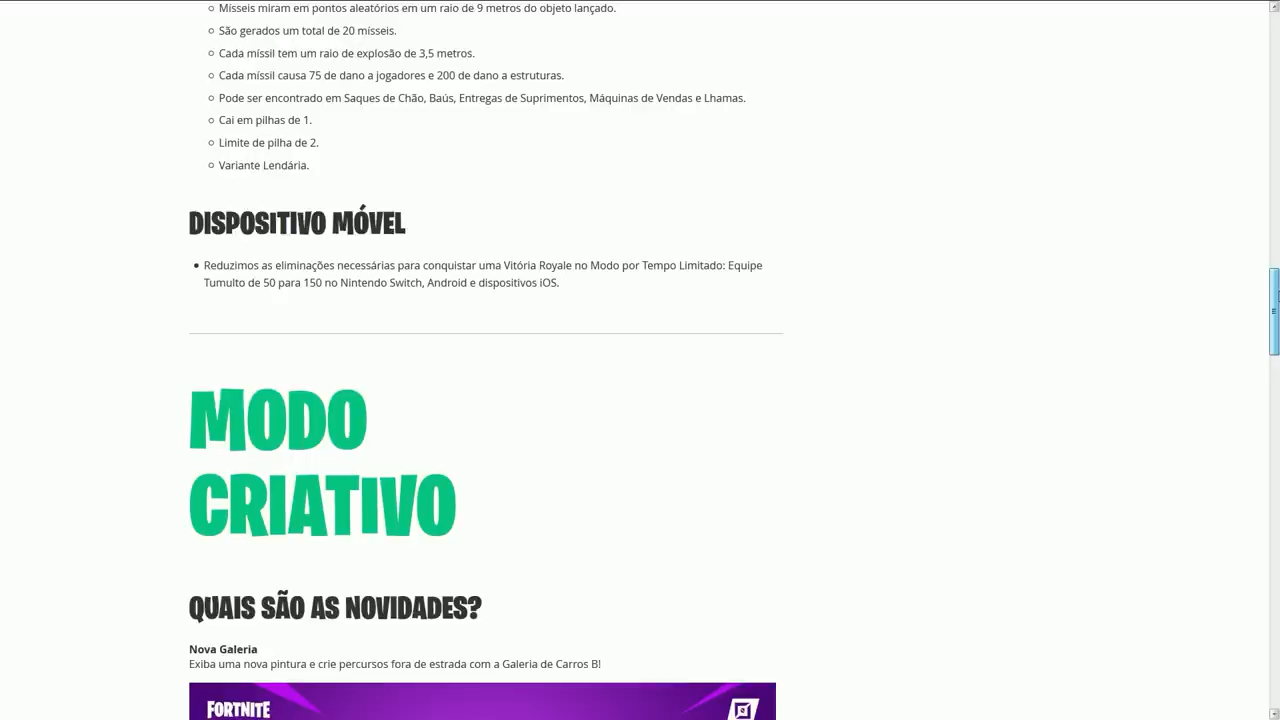 Mísseis miram em pontos aleatórios em um raio de 9 metros do objeto lançado.
São gerados um total de 20 mísseis.
Cada míssil tem um raio de explosão de 3,5 metros.
Cada míssil causa 75 de dano a jogadores e 200 de dano a estruturas.
Pode ser encontrado em Saques de Chão, Baús, Entregas de Suprimentos, Máquinas de Vendas e Lhamas.
Cai em pilhas de 1.
Limite de pilha de 2.
Variante Lendária.
DISPOSITIVO MÓVEL
Reduzimos as eliminações necessárias para conquistar uma Vitória Royale no Modo por Tempo Limitado: Equipe
Tumulto de 50 para 150 no Nintendo Switch, Android e dispositivos iOS.
MODO
CRIATIVO
QUAIS SÃO AS NOVIDADES?
Nova Galeria
Exiba uma nova pintura e crie percursos fora de estrada com a Galeria de Carros B!
FORTNITE